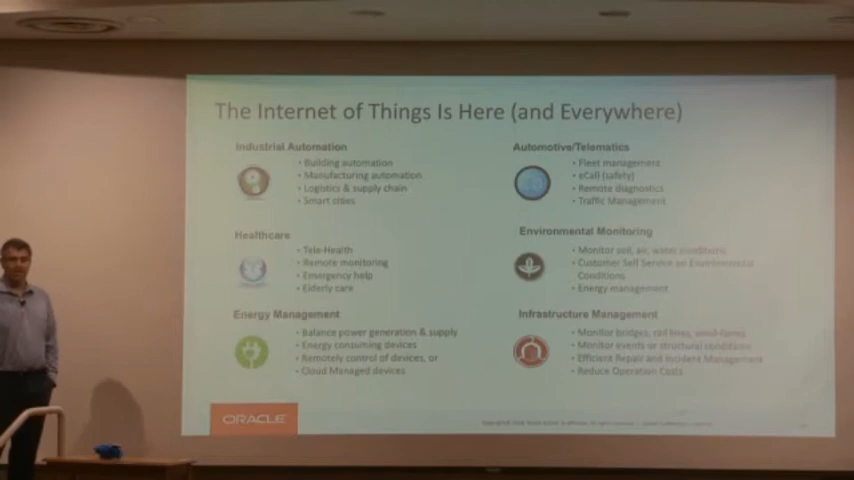 The Internet of Things Is Here (and Everywhere)
Industrial Automation
• Building automation
• Manufacturing automation
• Logistics & supply chain
• Smart cities
Automotive/Telematics
• Fleet management
• eCall (safety)
• Remote diagnostics
• Traffic Management
Healthcare
• Tele-Health
• Remote monitoring
• Emergency help
• Elderly care
Environmental Monitoring
• Monitor soil, air, water conditions
• Customer Self Service on Environmental
Conditions
• Energy management
Energy Management
• Balance power generation & supply
• Energy consuming devices
• Remotely control of devices, or
• Cloud Managed devices
Infrastructure Management
• Monitor bridges, rail lines, wind-farms
• Monitor events or structural conditions
• Efficient Repair and Incident Management
• Reduce Operation Costs
ORACLE